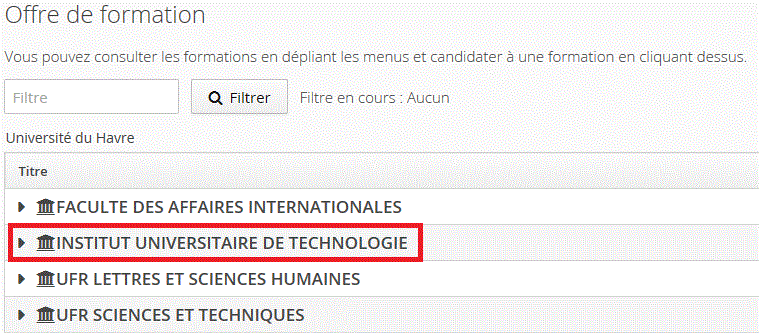 Offre de formation
Vous pouvez consulter les formations en dépliant les menus et candidater à une formation en cliquant dessus.
Filtre Filtrer Filtre en cours : Aucun
Université du Havre
Titre
FACULTE DES AFFAIRES INTERNATIONALES
INSTITUT UNIVERSITAIRE DE TECHNOLOGIE
UFR LETTRES ET SCIENCES HUMAINES
UFR SCIENCES ET TECHNIQUES